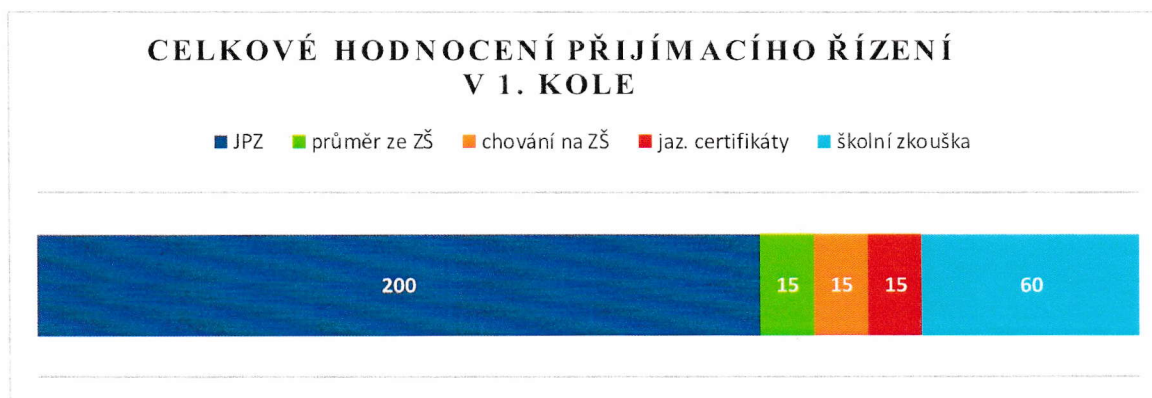 CELKOVÉ HODNOCENÍ PŘIJÍMACÍHO ŘÍZENÍ
V 1. KOLE
JPZ průměr ze ZŠ chování na ZŠ jaz. certifikáty školní zkouška
200 15 15 15 60